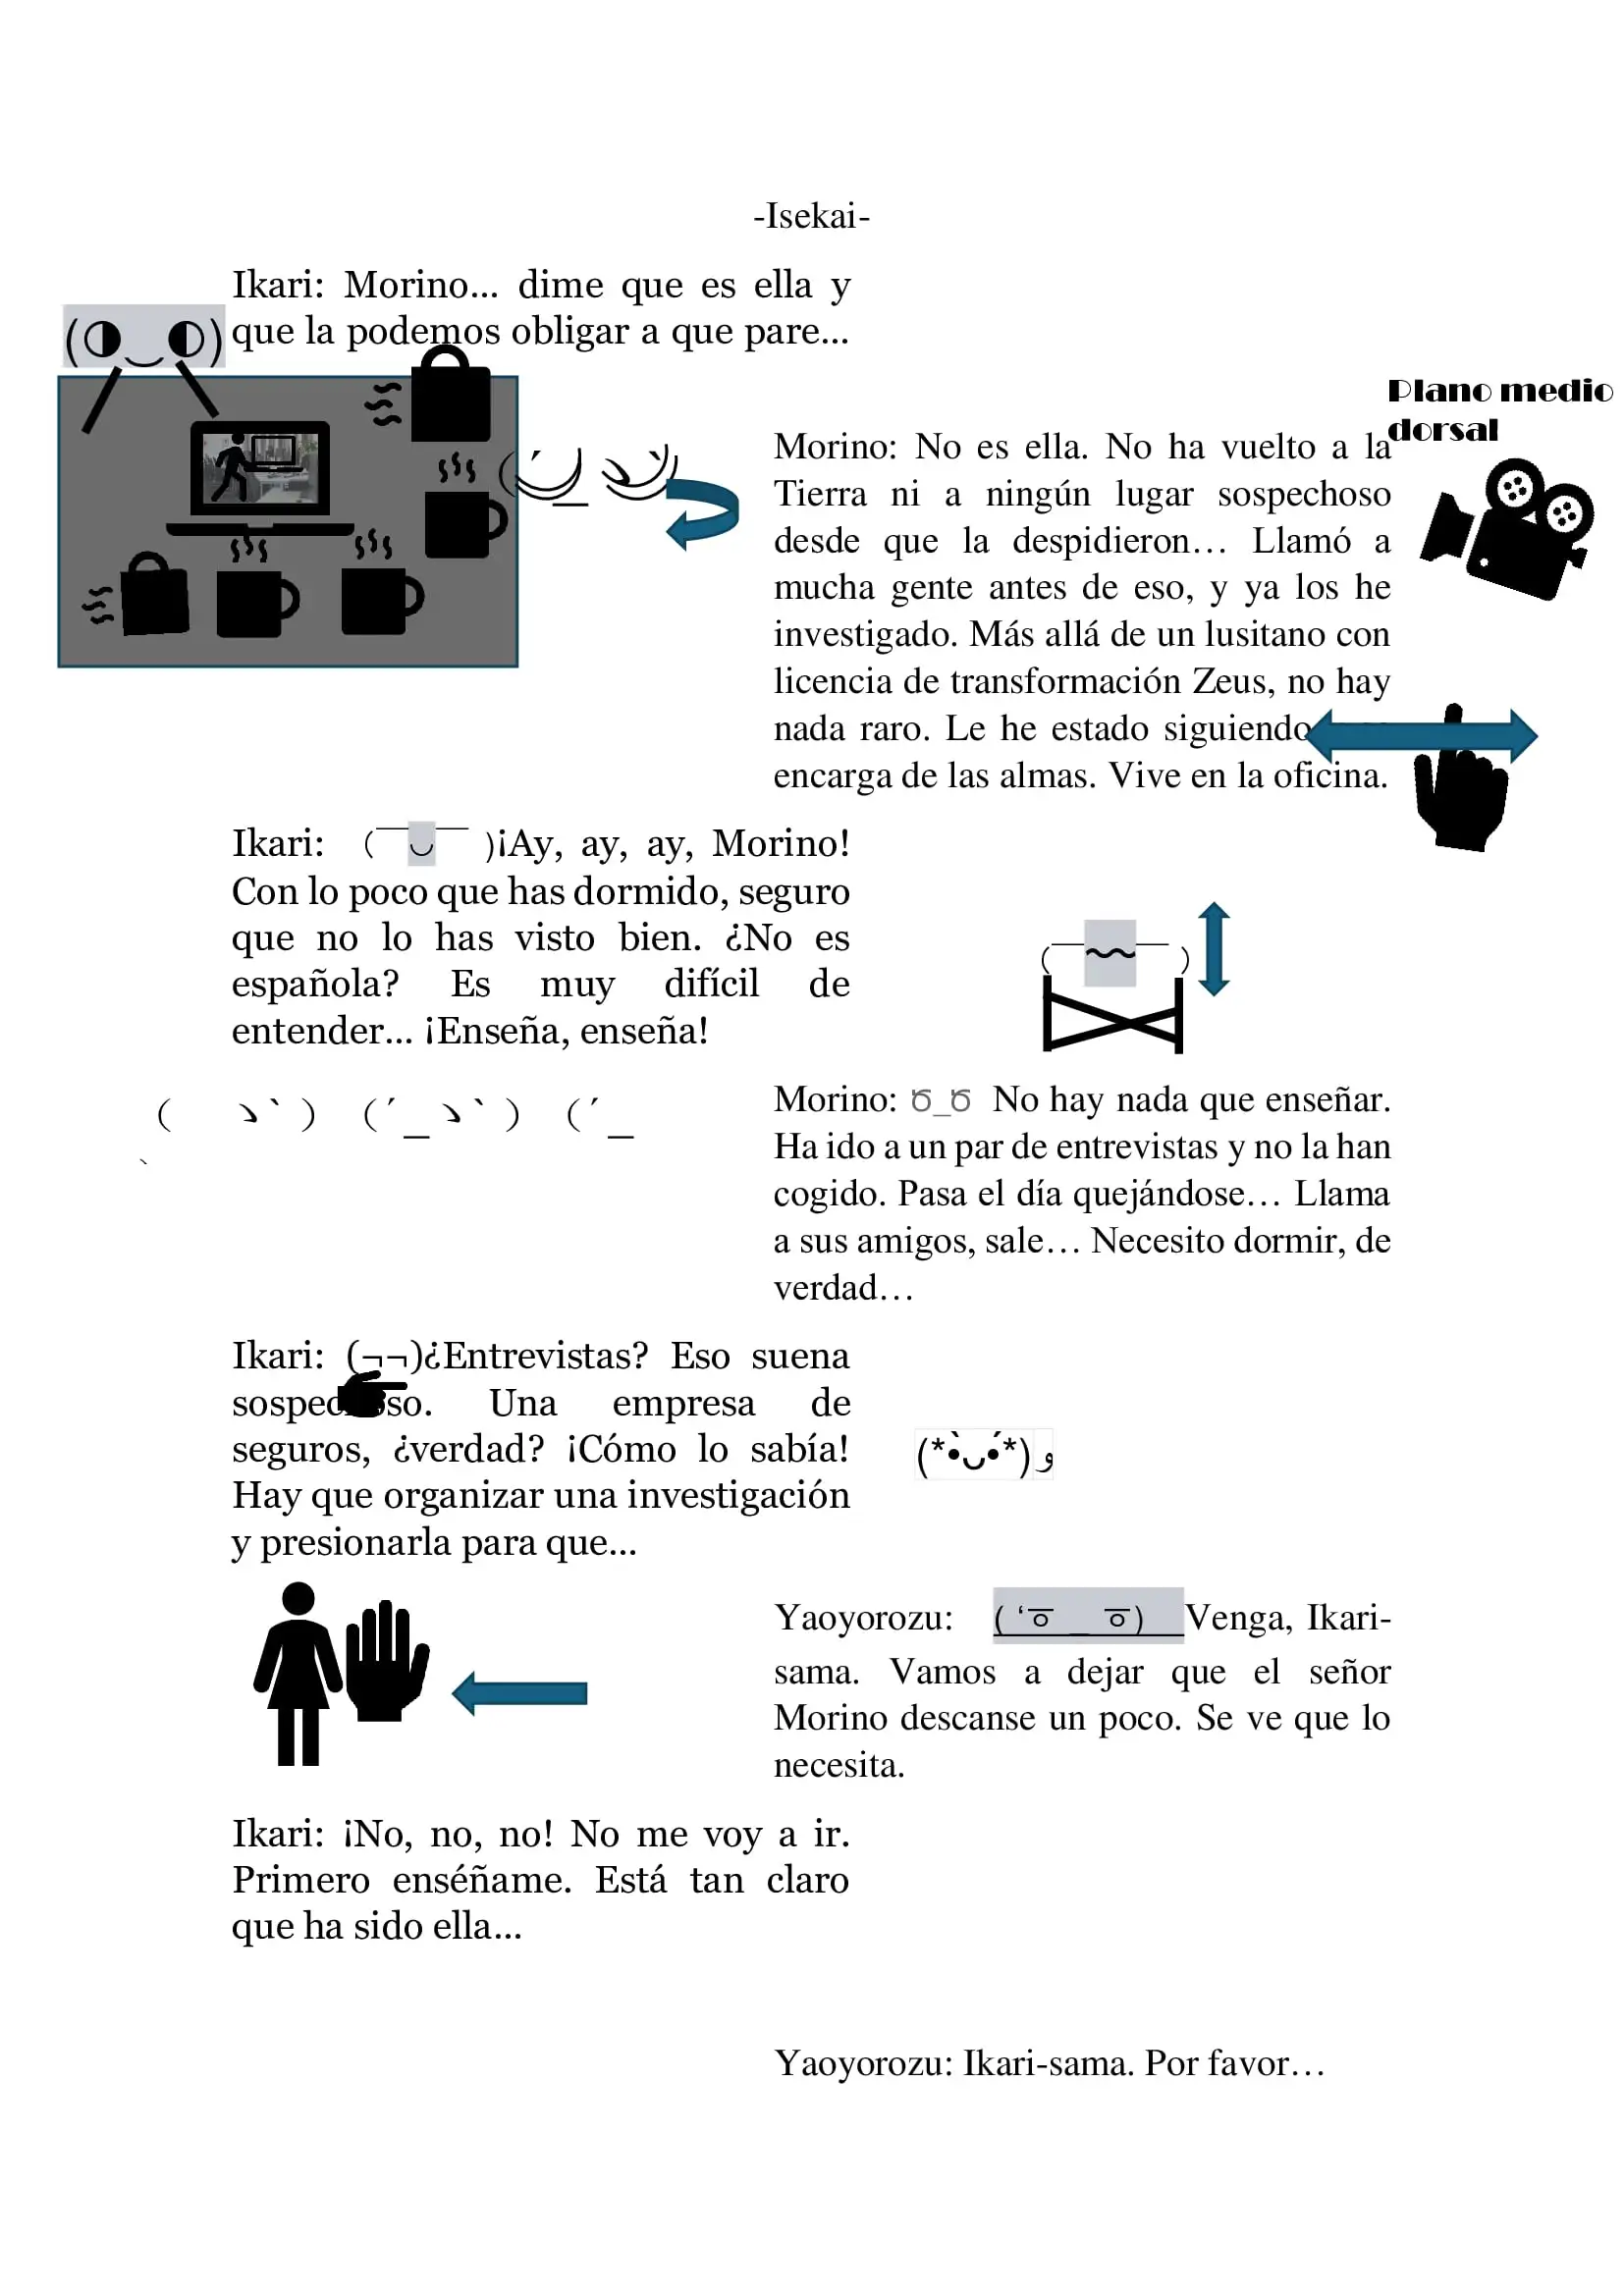 -Isekai-
Ikari: Morino... dime que es ella y
que la podemos obligar a que pare...
Plano medio
dorsal
Morino: No es ella. No ha vuelto a la
Tierra ni a ningún lugar sospechoso
desde que la despidieron… Llamó a
mucha gente antes de eso, y ya los he
investigado. Más allá de un lusitano con
licencia de transformación Zeus, no hay
nada raro. Le he estado siguiendo
encarga de las almas. Vive en la oficina.
Ikari: (￣◡￣ )¡Ay, ay, ay, Morino!
Con lo poco que has dormido, seguro
que no lo has visto bien. ¿No es
española? Es muy difícil de
entender... ¡Enseña, enseña!
(￣〜￣)
( ゝ` ) (´_ゝ` ) (´_
Morino: ಠ_ಠ No hay nada que enseñar.
Ha ido a un par de entrevistas y no la han
cogido. Pasa el día quejándose… Llama
a sus amigos, sale… Necesito dormir, de
verdad…
Ikari: (¬¬)¿Entrevistas? Eso suena
sospechoso. Una empresa de
seguros, ¿verdad? ¡Cómo lo sabía!
Hay que organizar una investigación
y presionarla para que...
(*•̀ᴗ•́*)و
Yaoyorozu: ( ‘ㅎ _ ㅎ) Venga, Ikari-
sama. Vamos a dejar que el señor
Morino descanse un poco. Se ve que lo
necesita.
Ikari: ¡No, no, no! No me voy a ir.
Primero enséñame. Está tan claro
que ha sido ella...
Yaoyorozu: Ikari-sama. Por favor…